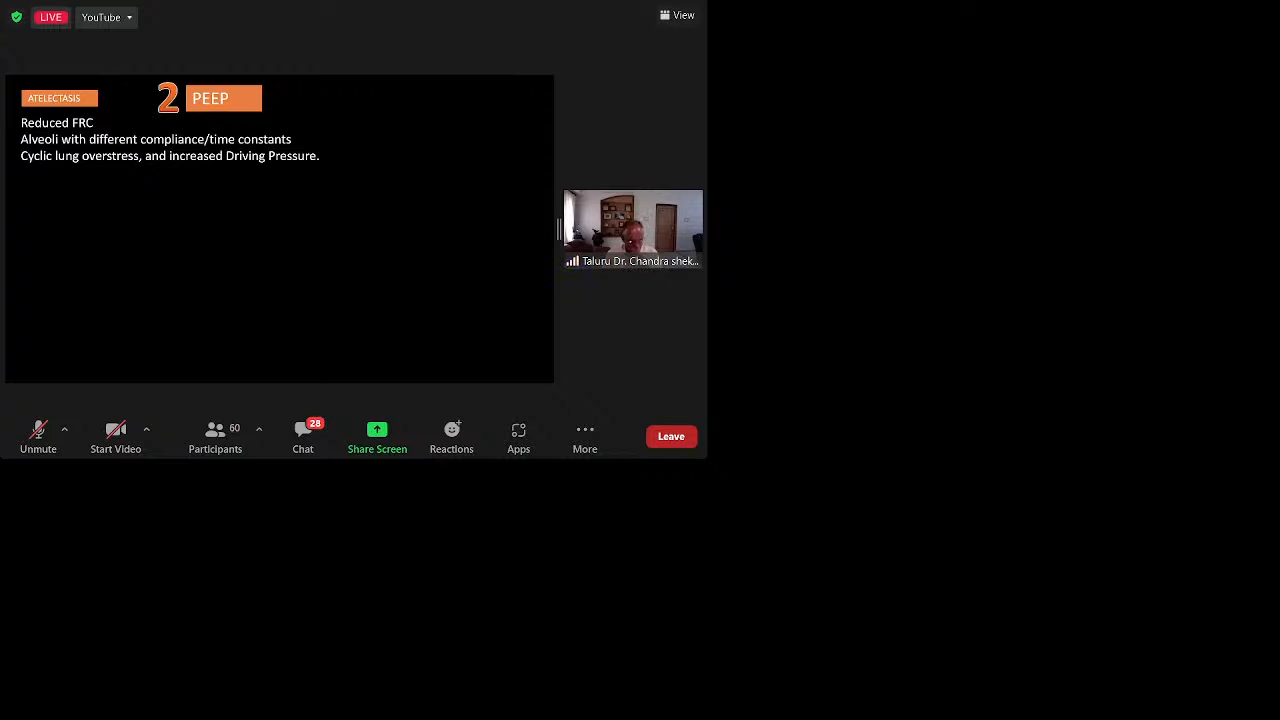 LIVE
YouTube
View
ATELECTASIS
2 PEEP
Reduced FRC
Alveoli with different compliance/time constants
Cyclic lung overstress, and increased Driving Pressure.
Taluru Dr. Chandra shek...
60
28
Unmute
Start Video
Participants
Chat
Share Screen
Reactions
Apps
More
Leave